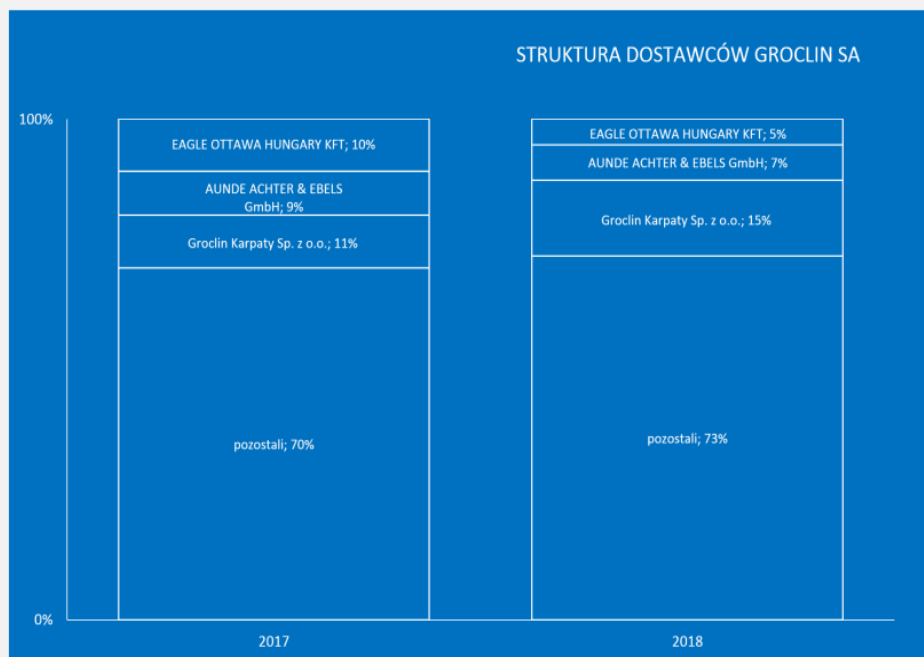 STRUKTURA DOSTAWCÓW GROCLIN SA
100%
EAGLE OTTAWA HUNGARY KFT; 10%
AUNDE ACHTER & EBELS
GmbH; 9%
Groclin Karpaty Sp. z o.o.; 11%
pozostali; 70%
EAGLE OTTAWA HUNGARY KFT; 5%
AUNDE ACHTER & EBELS GmbH; 7%
Groclin Karpaty Sp. z o.o.; 15%
pozostali; 73%
0%
2017
2018